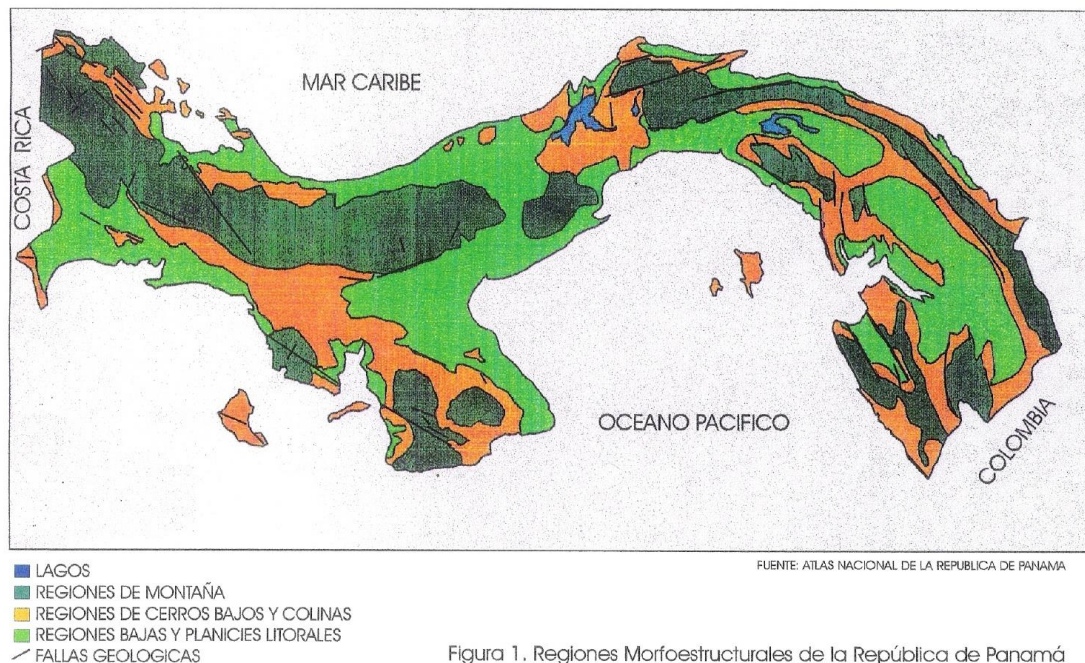 MAR CARIBE
COSTA RICA
OCEANO PACIFICO
COLOMBIA
FUENTE: ATLAS NACIONAL DE LA REPUBLICA DE PANAMA
LAGOS
REGIONES DE MONTAÑA
REGIONES DE CERROS BAJOS Y COLINAS
REGIONES BAJAS Y PLANICIES LITORALES
FALLAS GEOLOGICAS
Figura 1. Regiones Morfoestructurales de la República de Panamá